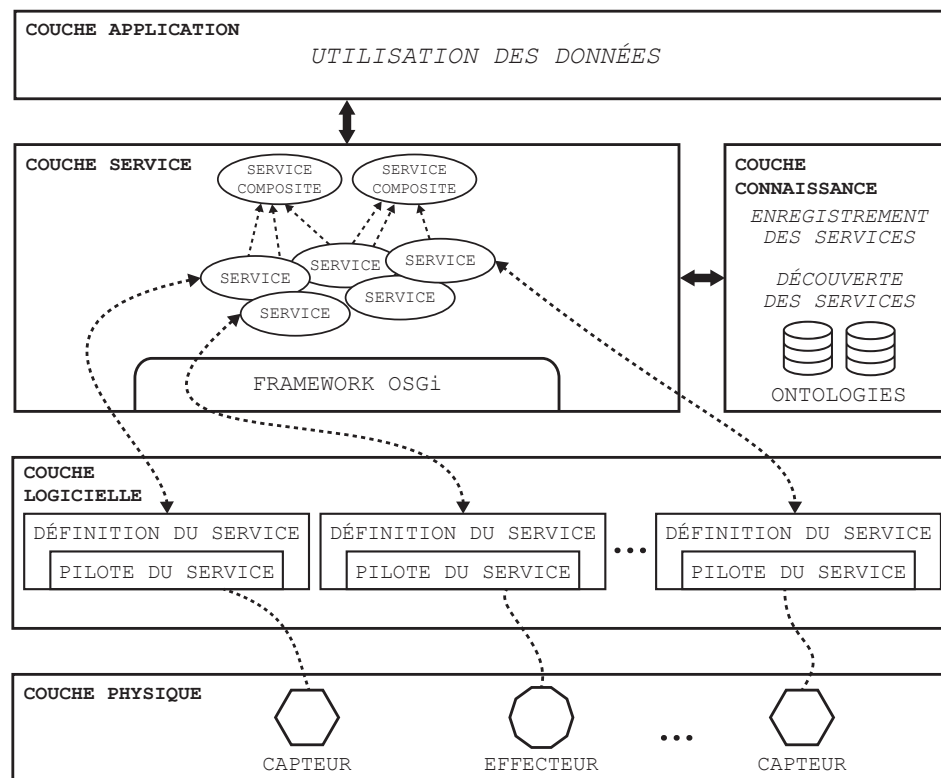 COUCHE APPLICATION
UTILISATION DES DONNÉES
COUCHE SERVICE
SERVICE
COMPOSITE
SERVICE
COMPOSITE
SERVICE
SERVICE
SERVICE
SERVICE
SERVICE
FRAMEWORK OSGi
COUCHE
CONNAISSANCE
ENREGISTREMENT
DES SERVICES
DÉCOUVERTE
DES SERVICES
ONTOLOGIES
COUCHE
LOGICIELLE
DÉFINITION DU SERVICE
PILOTE DU SERVICE
DÉFINITION DU SERVICE
PILOTE DU SERVICE
...
DÉFINITION DU SERVICE
PILOTE DU SERVICE
COUCHE PHYSIQUE
CAPTEUR
EFFECTEUR
...
CAPTEUR